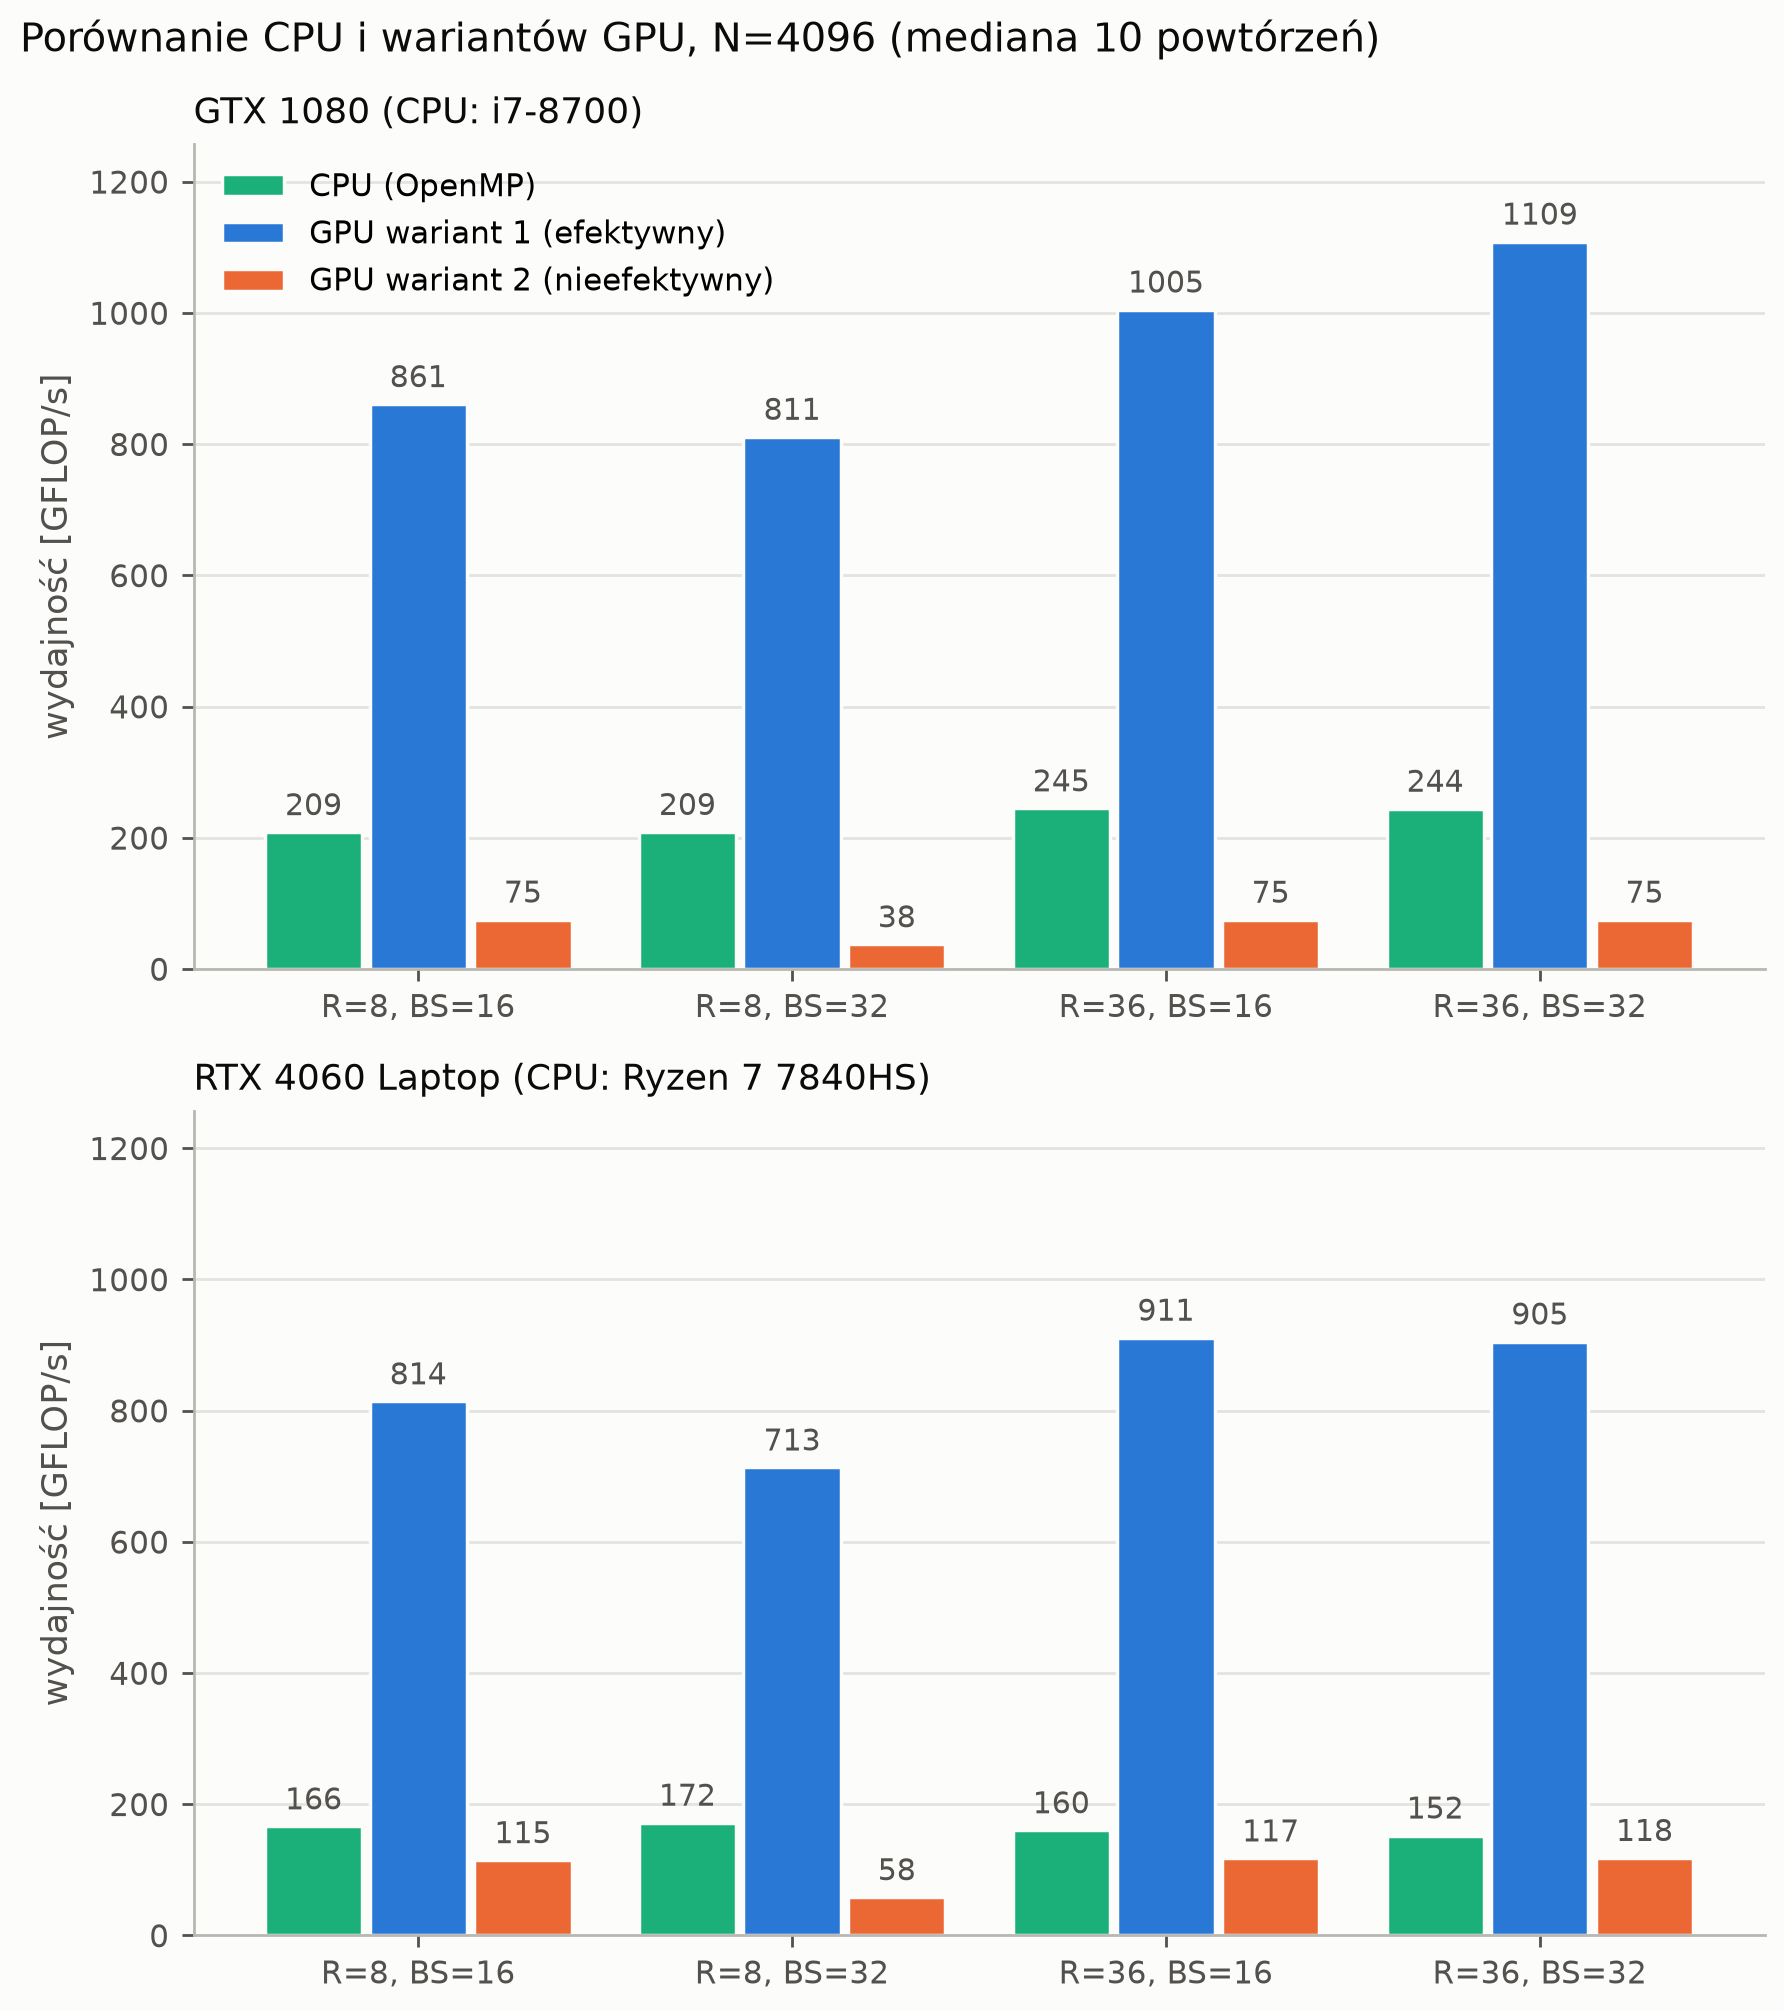 Porównanie CPU i wariantów GPU, N=4096 (mediana 10 powtórzeń)
GTX 1080 (CPU: i7-8700)
CPU (OpenMP)
GPU wariant 1 (efektywny)
GPU wariant 2 (nieefektywny)
wydajność [GFLOP/s]
1200
1000
800
600
400
200
0
209
861
75
209
811
38
245
1005
75
244
1109
75
R=8, BS=16
R=8, BS=32
R=36, BS=16
R=36, BS=32
RTX 4060 Laptop (CPU: Ryzen 7 7840HS)
wydajność [GFLOP/s]
1200
1000
800
600
400
200
0
166
814
115
172
713
58
160
911
117
152
905
118
R=8, BS=16
R=8, BS=32
R=36, BS=16
R=36, BS=32